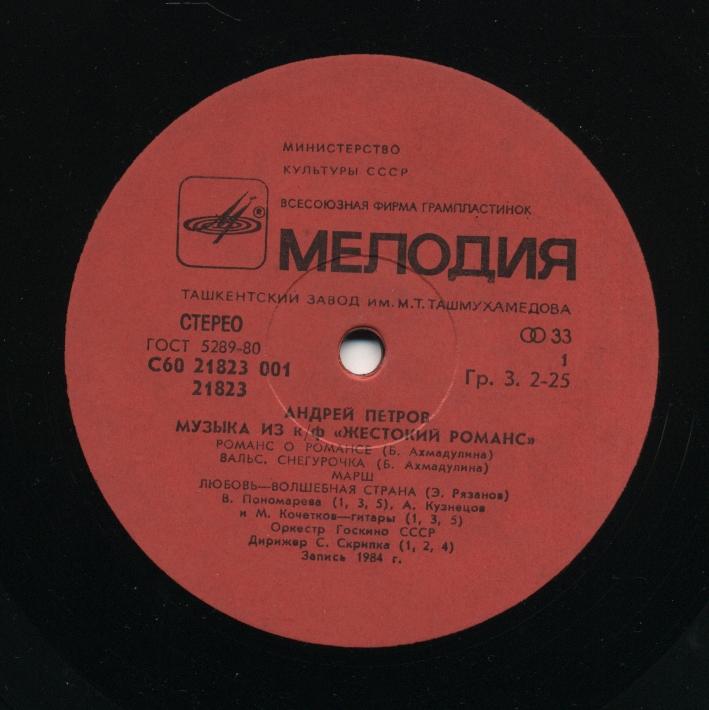 МИНИСТЕРСТВО
КУЛЬТУРЫ СССР
ВСЕСОЮЗНАЯ ФИРМА ГРАМПЛАСТИНОК
®
МЕЛОДИЯ
ТАШКЕНТСКИЙ ЗАВОД им. М.Т. ТАШМУХАМЕДОВА
СТЕРЕО
ГОСТ 5289-80
С60 21823 001
21823
33
1
Гр. 3. 2-25
АНДРЕЙ ПЕТРОВ
МУЗЫКА ИЗ к/ф «ЖЕСТОКИЙ РОМАНС»
РОМАНС О РОМАНСЕ (Б. Ахмадулина)
ВАЛЬС. СНЕГУРОЧКА (Б. Ахмадулина)
МАРШ
ЛЮБОВЬ—ВОЛШЕБНАЯ СТРАНА (Э. Рязанов)
В. Пономарева (1, 3, 5), А. Кузнецов
и М. Кочетков—гитары (1, 3, 5)
Оркестр Госкино СССР
Дирижер С. Скрипка (1, 2, 4)
Запись 1984 г.